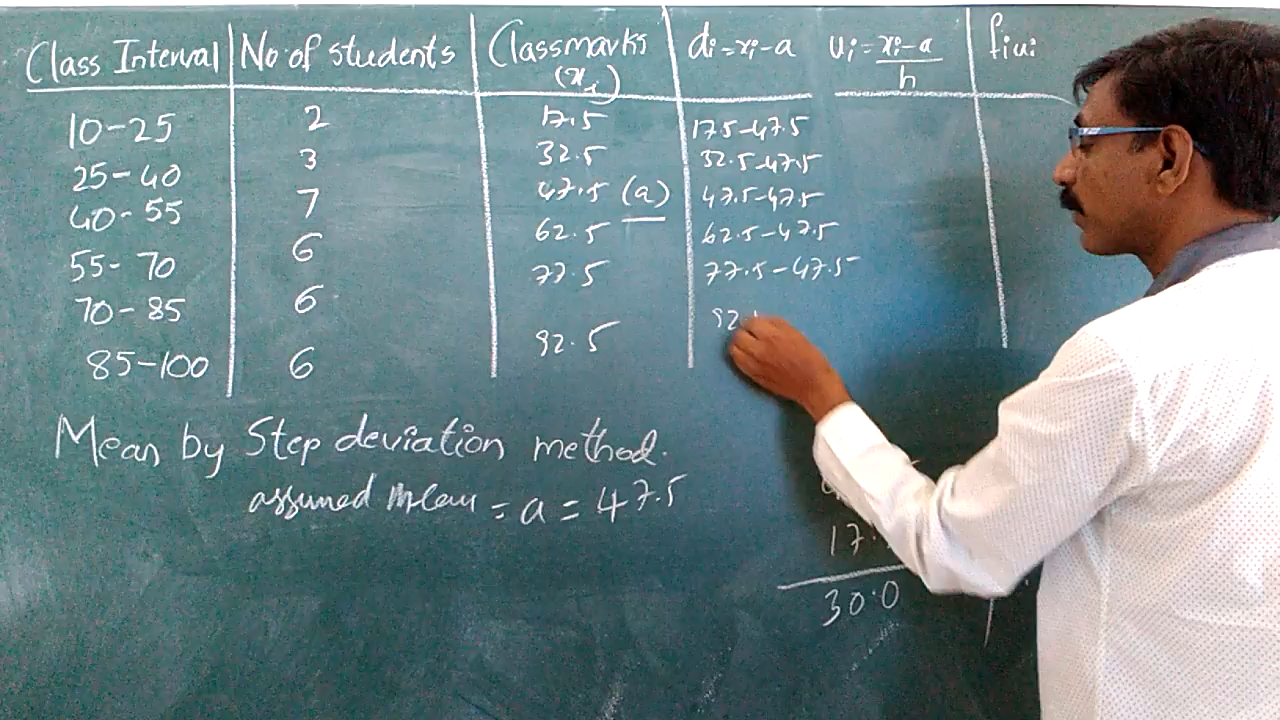 Class Interval No. of students Classmarks (xi) di = xi - a ui = xi - a / h fiui
10-25 2 17.5 17.5-47.5
25-40 3 32.5 32.5-47.5
40-55 7 47.5 (a) 47.5-47.5
55-70 6 62.5 62.5-47.5
70-85 6 77.5 77.5-47.5
85-100 6 92.5 92.
Mean by Step deviation method.
assumed mean = a = 47.5
17.
30.0